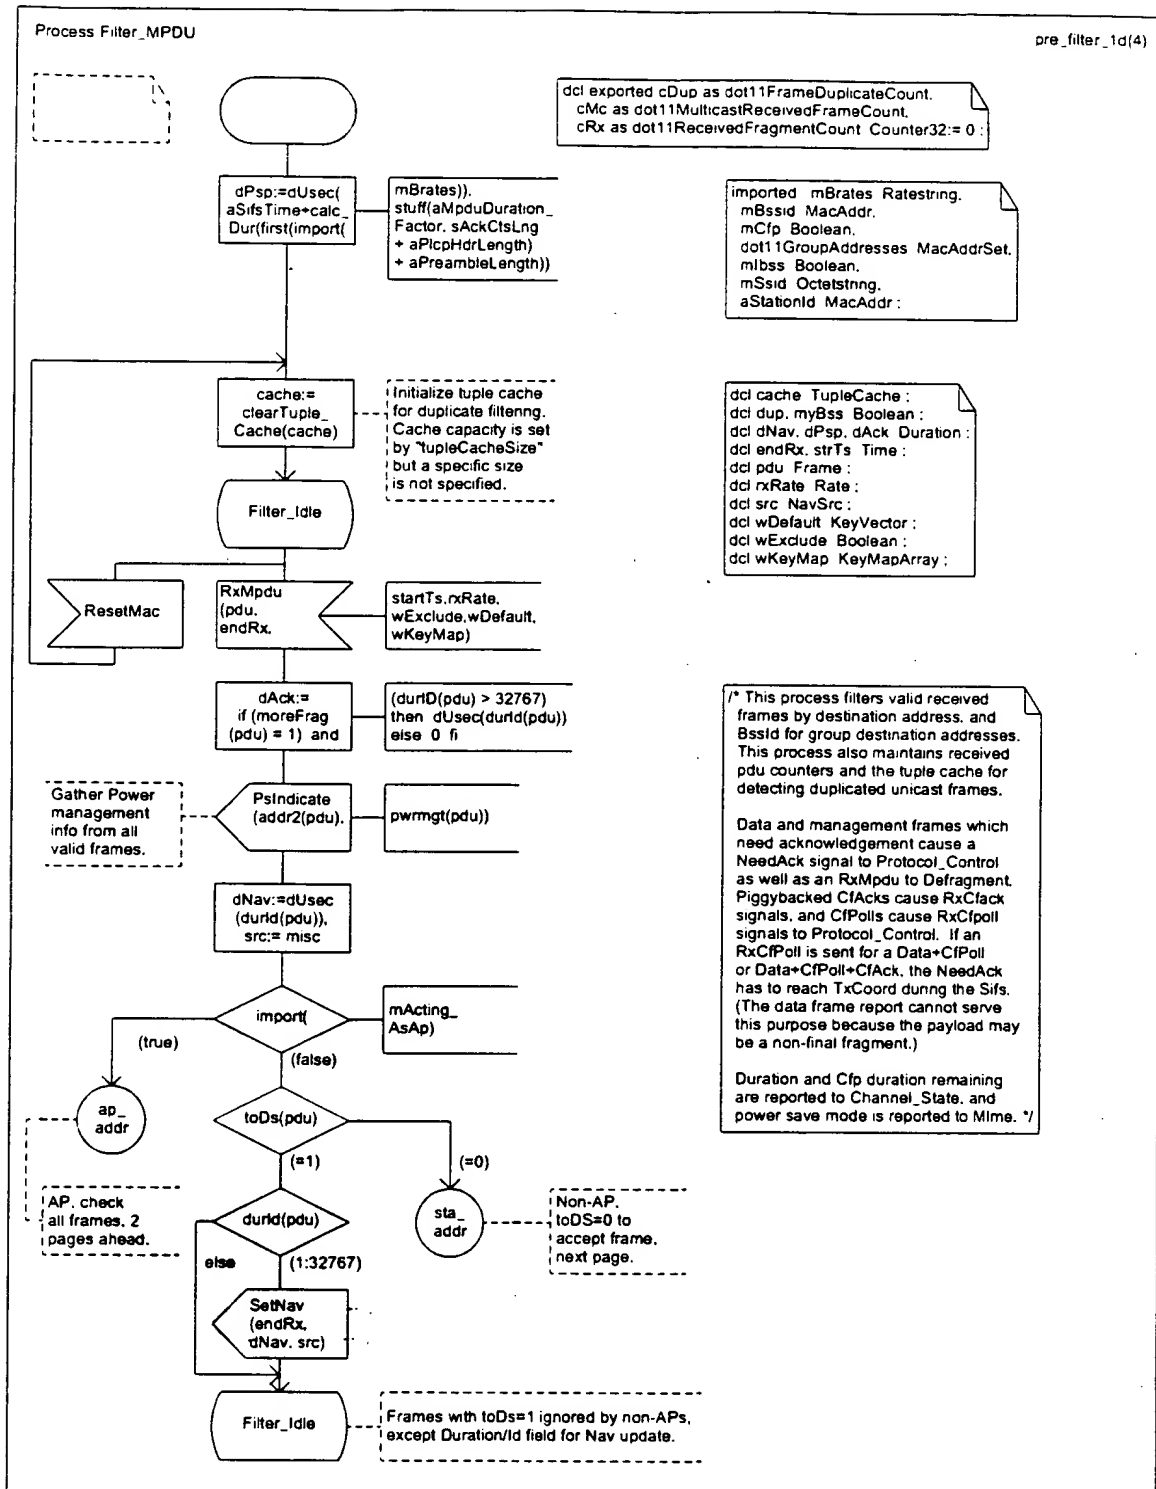 Process Filter_MPDU
pre_filter_1d(4)
dcl exported cDup as dot11FrameDuplicateCount,
cMc as dot11MulticastReceivedFrameCount,
cRx as dot11ReceivedFragmentCount Counter32:= 0 ;
dPsp:=dUsec(
aSifsTime+calc_
Dur(first(import(
mBrates)),
stuff(aMpduDuration_
Factor, sAckCtsLng
+ aPlcpHdrLength)
+ aPreambleLength))
imported mBrates Ratestring,
mBssid MacAddr,
mCfp Boolean,
dot11GroupAddresses MacAddrSet,
mIbss Boolean,
mSsid Octetstring,
aStationId MacAddr ;
cache:=
clearTuple_
Cache(cache)
Initialize tuple cache
for duplicate filtering.
Cache capacity is set
by "tupleCacheSize"
but a specific size
is not specified.
dcl cache TupleCache ;
dcl dup, myBss Boolean ;
dcl dNav, dPsp, dAck Duration ;
dcl endRx, strTs Time ;
dcl pdu Frame ;
dcl rxRate Rate ;
dcl src NavSrc ;
dcl wDefault KeyVector ;
dcl wExclude Boolean ;
dcl wKeyMap KeyMapArray ;
Filter_Idle
ResetMac
RxMpdu
(pdu,
endRx,
startTs,rxRate,
wExclude,wDefault,
wKeyMap)
dAck:=
if (moreFrag
(pdu) = 1) and
(durID(pdu) > 32767)
then dUsec(durId(pdu))
else 0 fi
/* This process filters valid received
frames by destination address, and
BssId for group destination addresses.
This process also maintains received
pdu counters and the tuple cache for
detecting duplicated unicast frames.
Data and management frames which
need acknowledgement cause a
NeedAck signal to Protocol_Control
as well as an RxMpdu to Defragment.
Piggybacked CfAcks cause RxCfack
signals, and CfPolls cause RxCfpoll
signals to Protocol_Control. If an
RxCfPoll is sent for a Data+CfPoll
or Data+CfPoll+CfAck, the NeedAck
has to reach TxCoord during the Sifs.
(The data frame report cannot serve
this purpose because the payload may
be a non-final fragment.)
Duration and Cfp duration remaining
are reported to Channel_State, and
power save mode is reported to Mlme. */
Gather Power
management
info from all
valid frames.
PsIndicate
(addr2(pdu),
pwrmgt(pdu))
dNav:=dUsec
(durId(pdu)),
src:= misc
import(
mActing_
AsAp)
(true)
(false)
ap_
addr
toDs(pdu)
(=1)
(=0)
AP, check
all frames, 2
pages ahead.
durId(pdu)
sta_
addr
Non-AP,
toDS=0 to
accept frame,
next page.
else
(1:32767)
SetNav
(endRx,
dNav, src)
Filter_Idle
Frames with toDs=1 ignored by non-APs,
except Duration/Id field for Nav update.